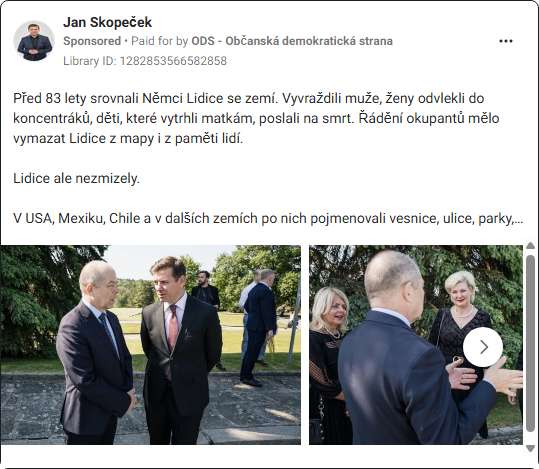 Jan Skopeček
Sponsored • Paid for by ODS - Občanská demokratická strana
Library ID: 1282853566582858
Před 83 lety srovnali Němci Lidice se zemí. Vyvraždili muže, ženy odvlekli do
koncentráků, děti, které vytrhli matkám, poslali na smrt. Řádění okupantů mělo
vymazat Lidice z mapy i z paměti lidí.
Lidice ale nezmizely.
V USA, Mexiku, Chile a v dalších zemích po nich pojmenovali vesnice, ulice, parky,...